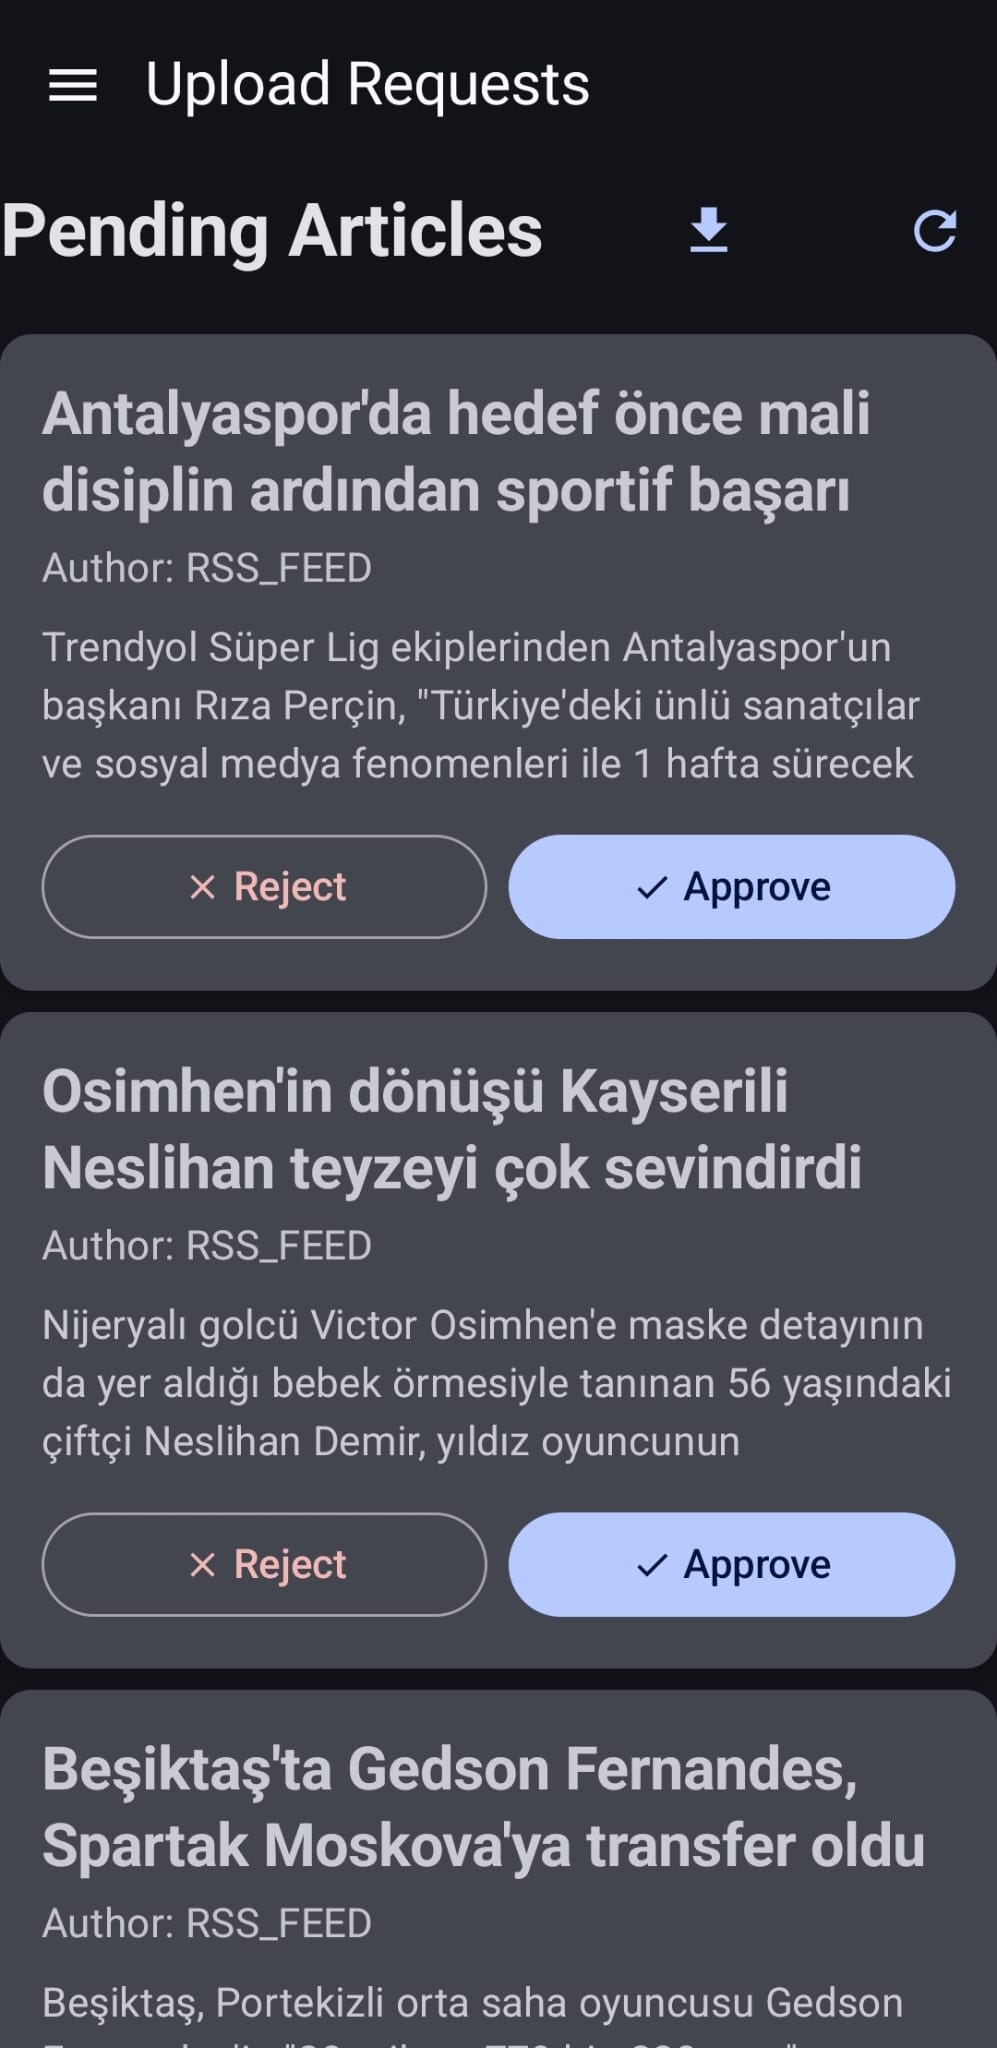 Upload Requests
Pending Articles
Antalyaspor'da hedef önce mali
disiplin ardından sportif başarı
Author: RSS_FEED
Trendyol Süper Lig ekiplerinden Antalyaspor'un
başkanı Rıza Perçin, "Türkiye'deki ünlü sanatçılar
ve sosyal medya fenomenleri ile 1 hafta sürecek
Reject
Approve
Osimhen'in dönüşü Kayserili
Neslihan teyzeyi çok sevindirdi
Author: RSS_FEED
Nijeryalı golcü Victor Osimhen'e maske detayının
da yer aldığı bebek örmesiyle tanınan 56 yaşındaki
çiftçi Neslihan Demir, yıldız oyuncunun
Reject
Approve
Beşiktaş'ta Gedson Fernandes,
Spartak Moskova'ya transfer oldu
Author: RSS_FEED
Beşiktaş, Portekizli orta saha oyuncusu Gedson